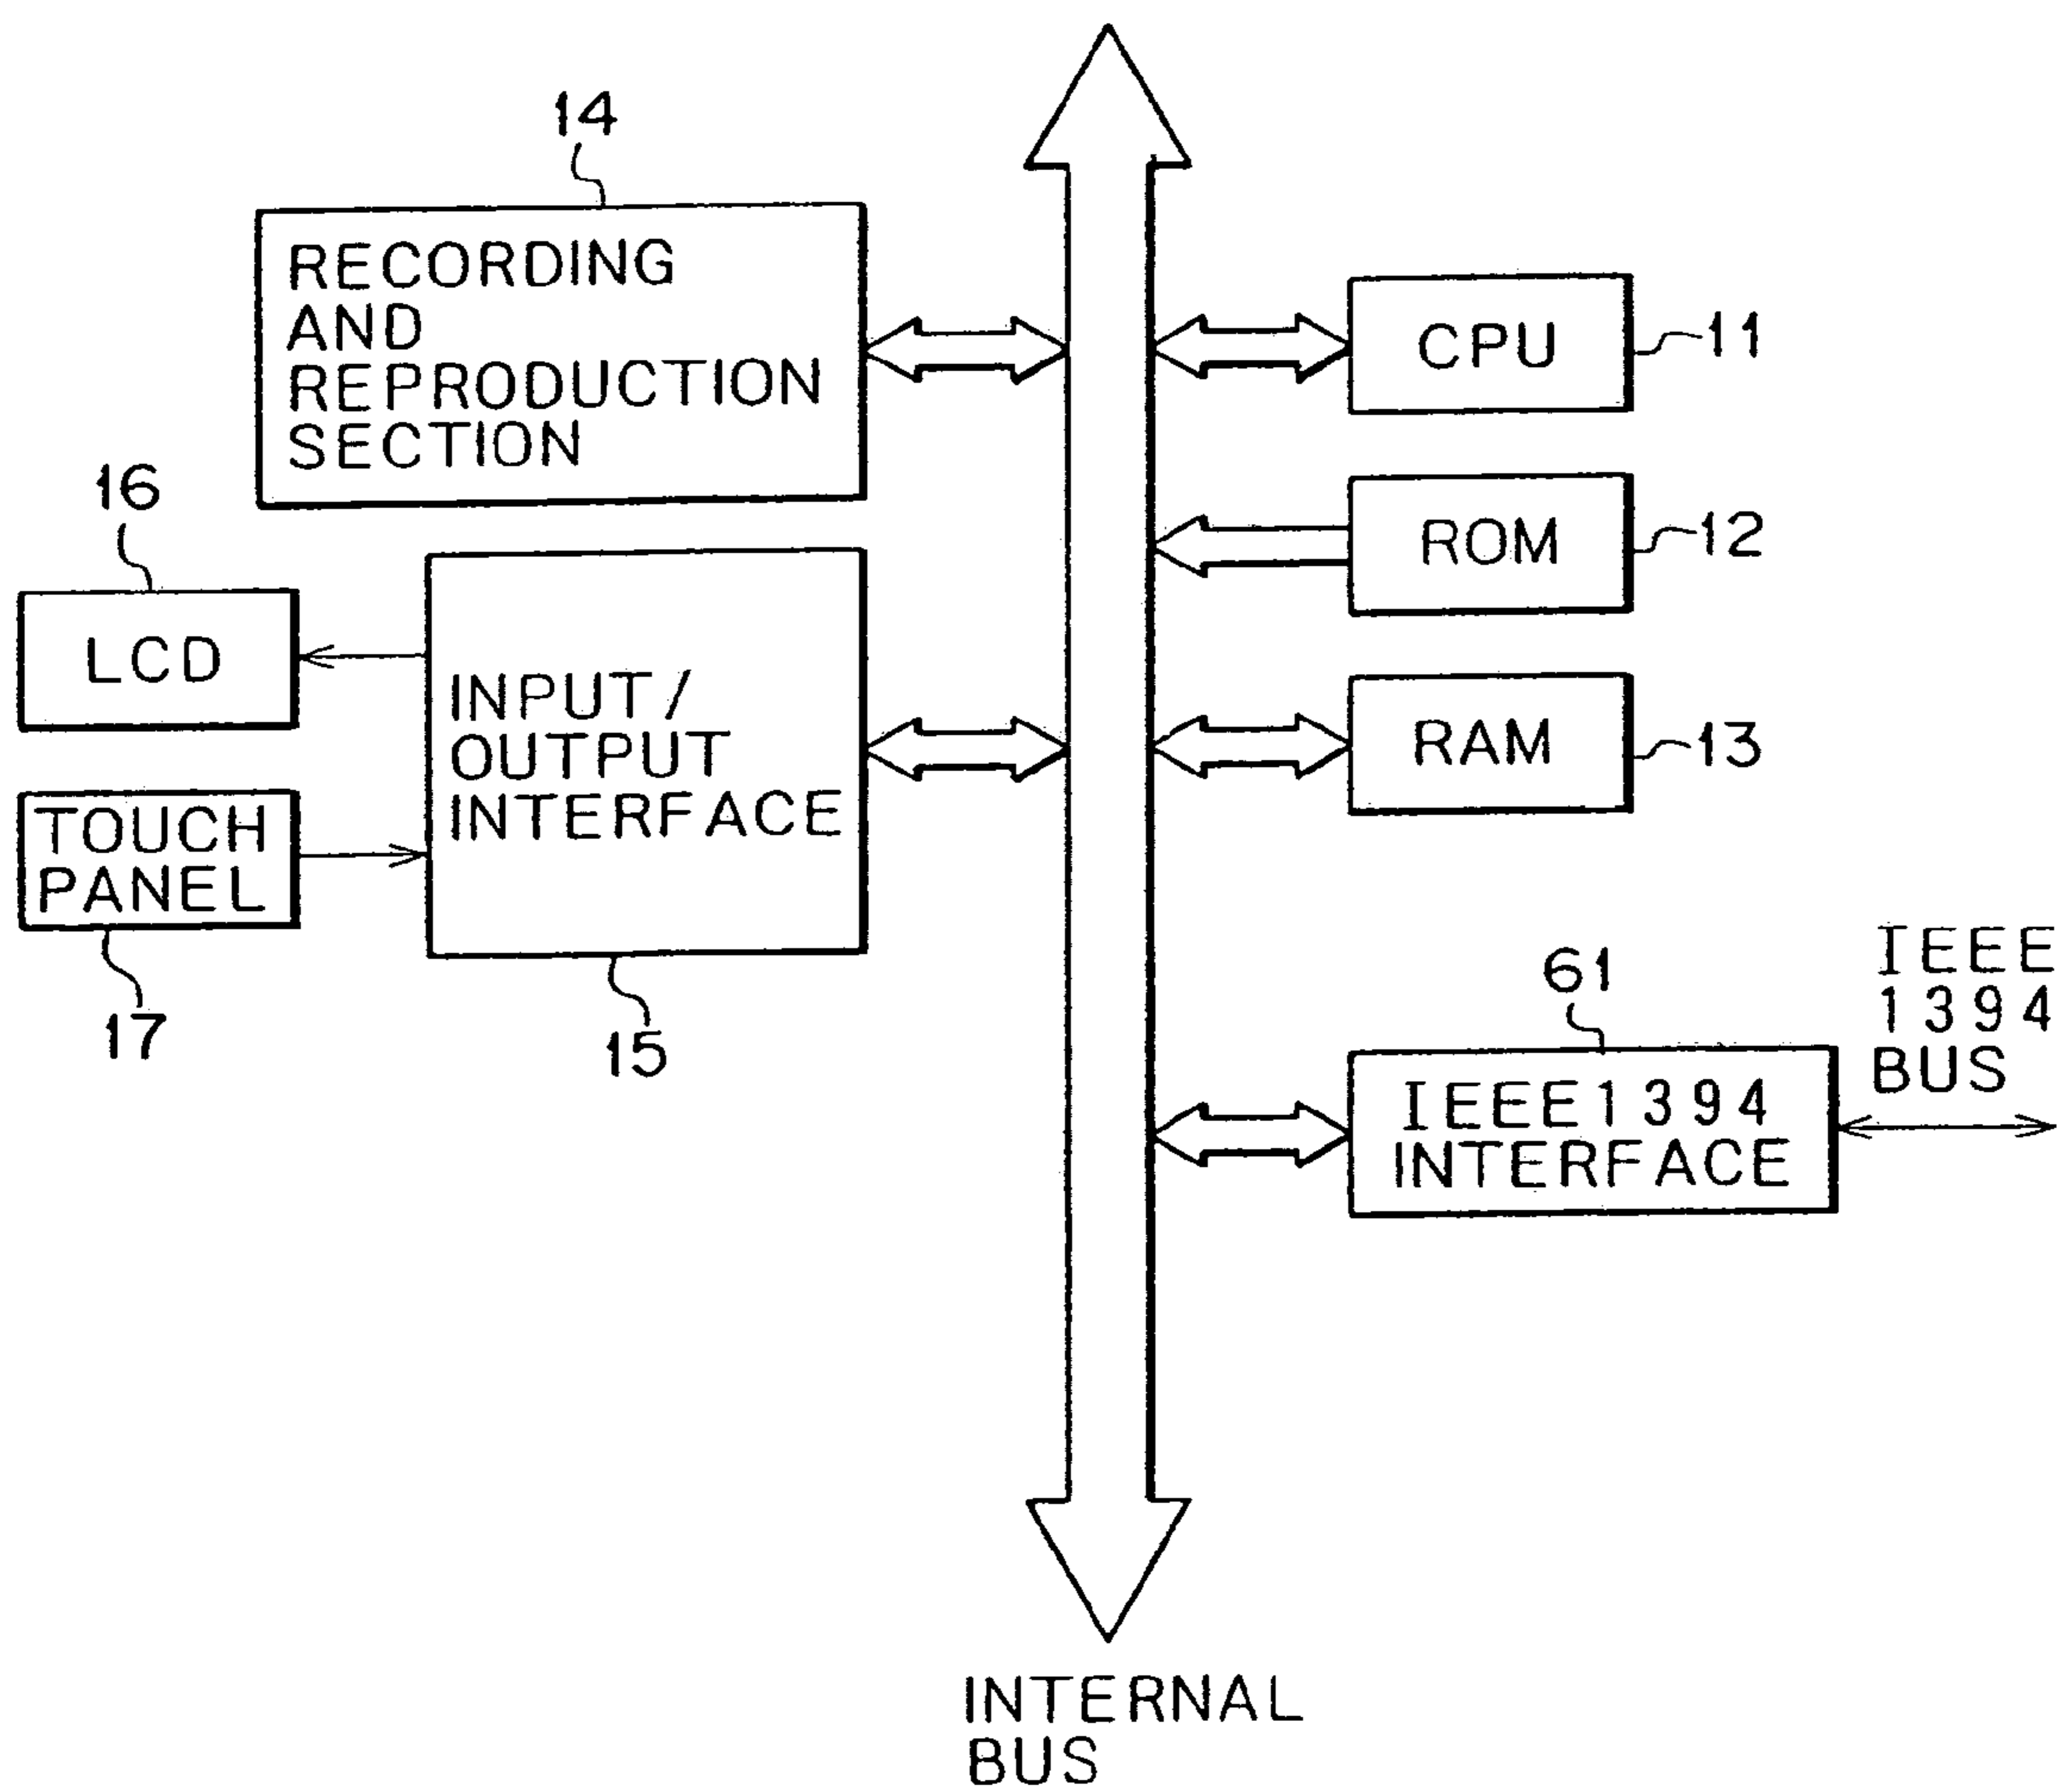 14
RECORDING
AND
REPRODUCTION
SECTION
CPU
11
16
ROM
12
LCD
INPUT/
OUTPUT
INTERFACE
RAM
13
TOUCH
PANEL
17
15
61
IEEE
1394
BUS
IEEE1394
INTERFACE
INTERNAL
BUS